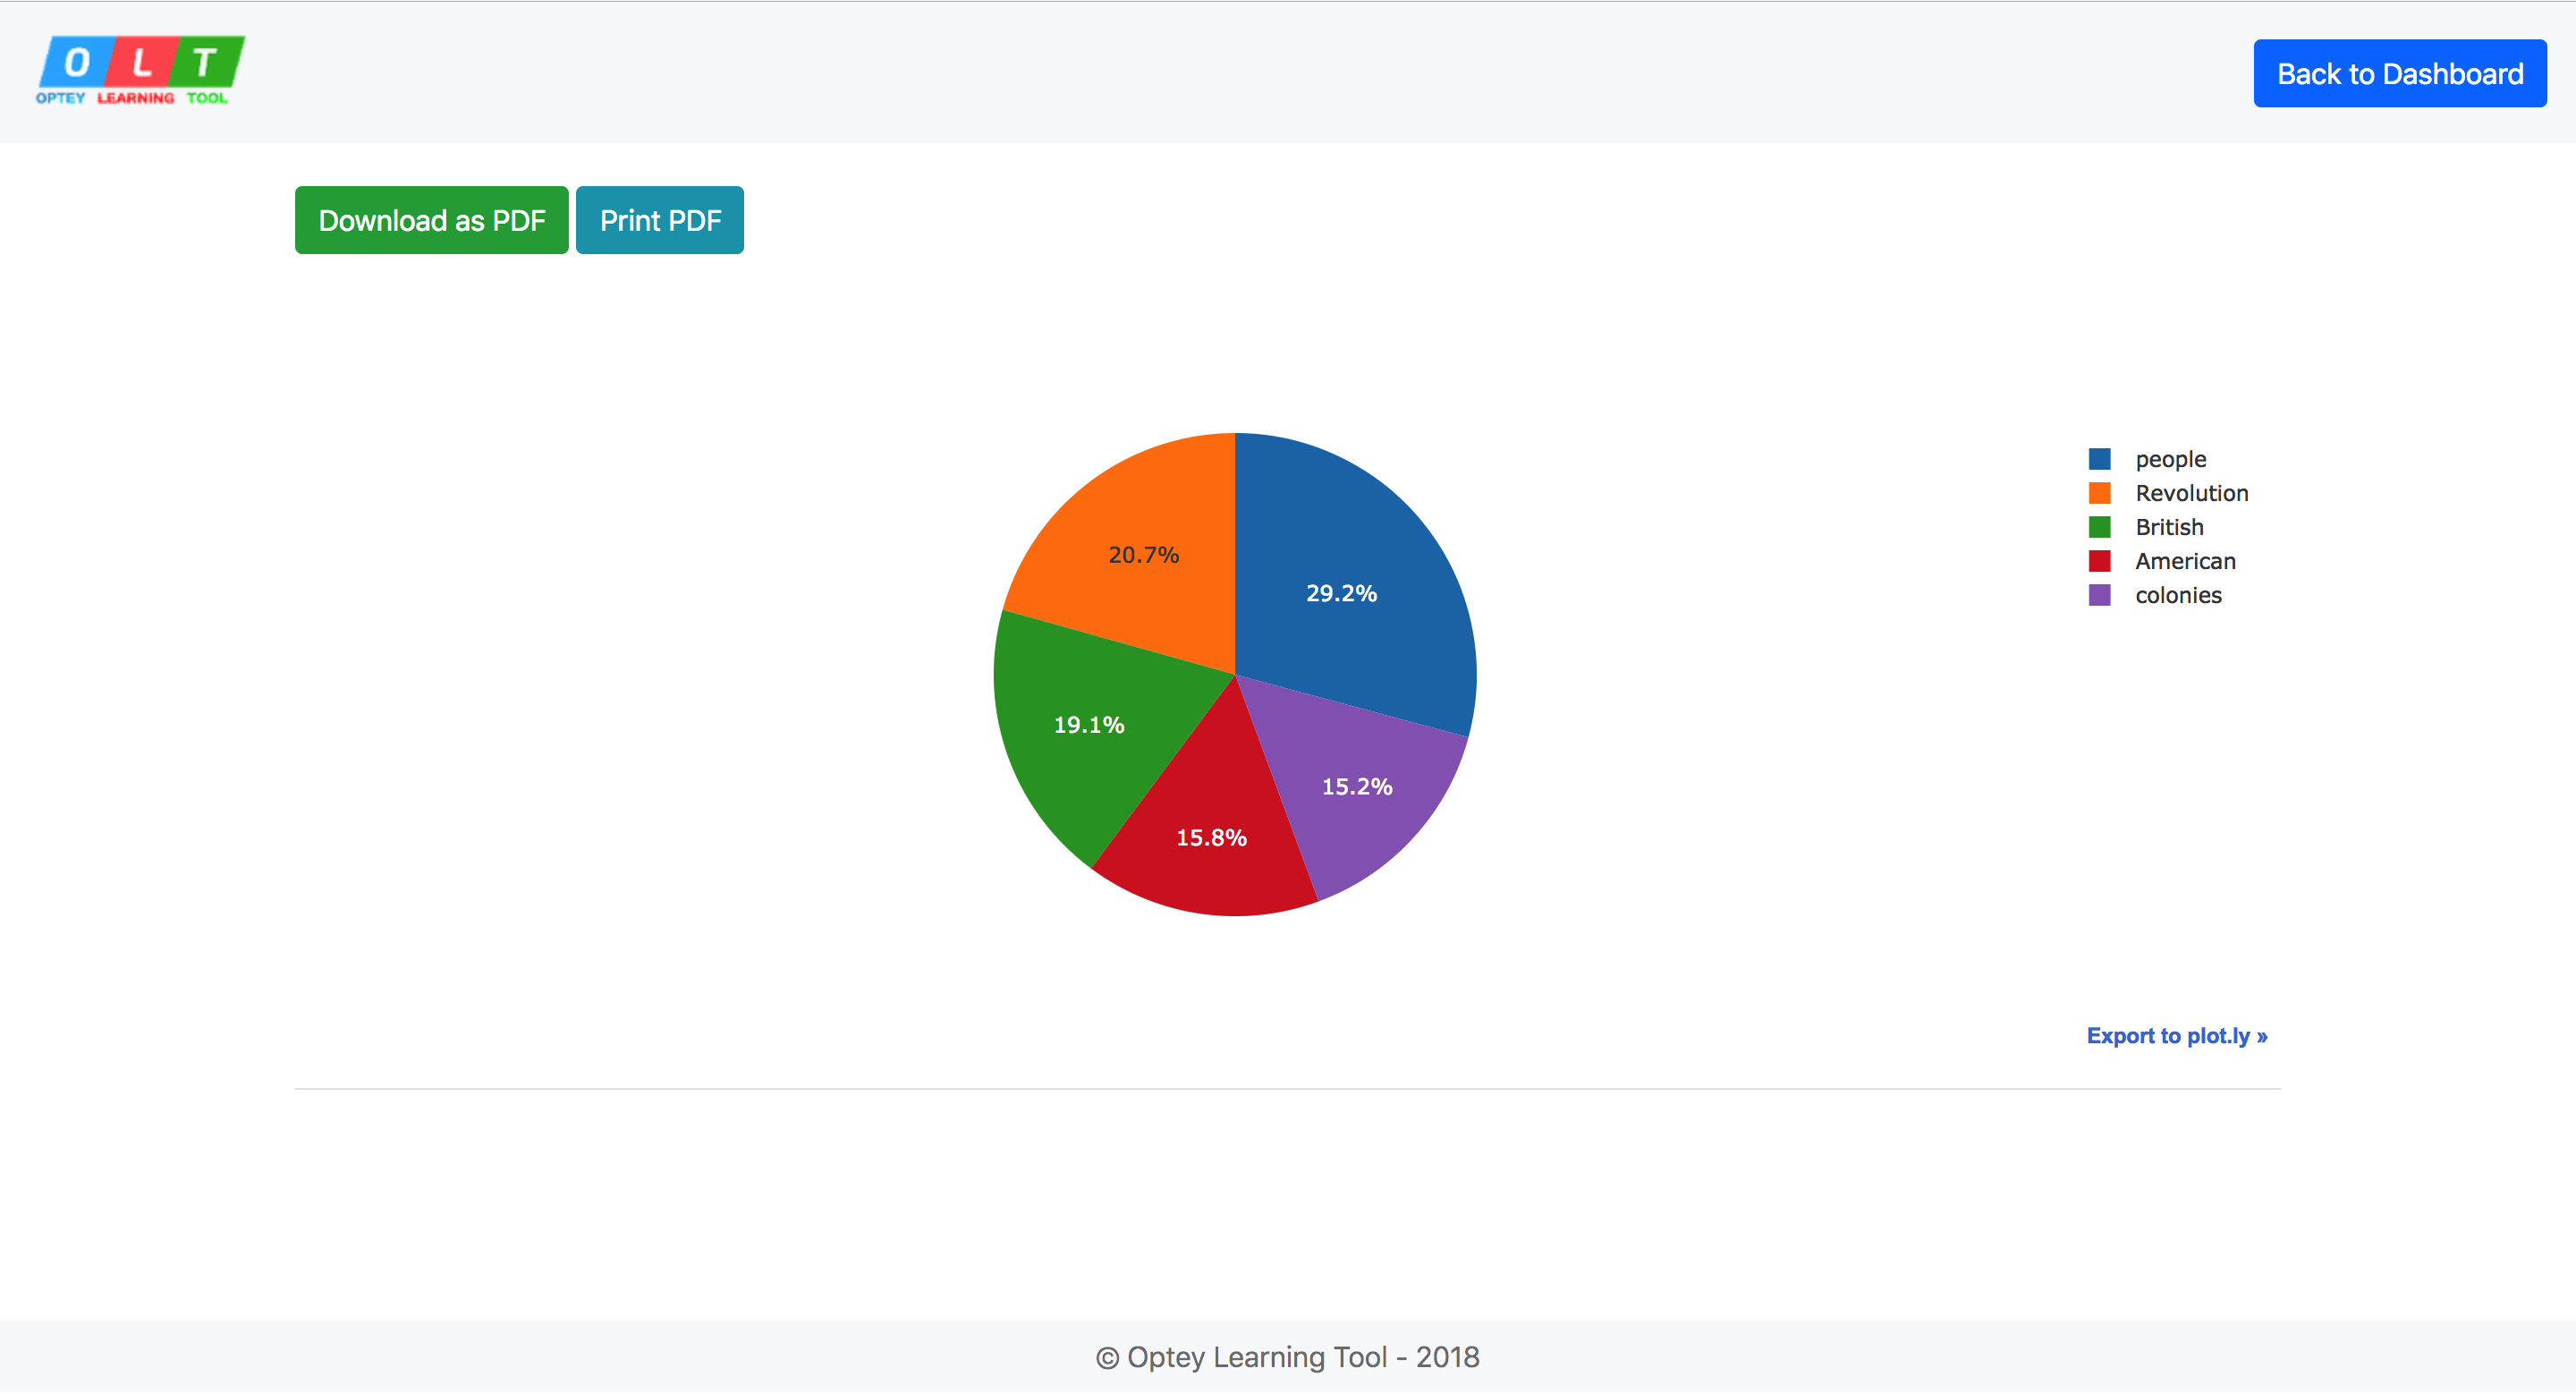 O L T
OPTEY LEARNING TOOL
Back to Dashboard
Download as PDF
Print PDF
people
Revolution
British
American
colonies
20.7%
29.2%
19.1%
15.2%
15.8%
Export to plot.ly »
© Optey Learning Tool - 2018